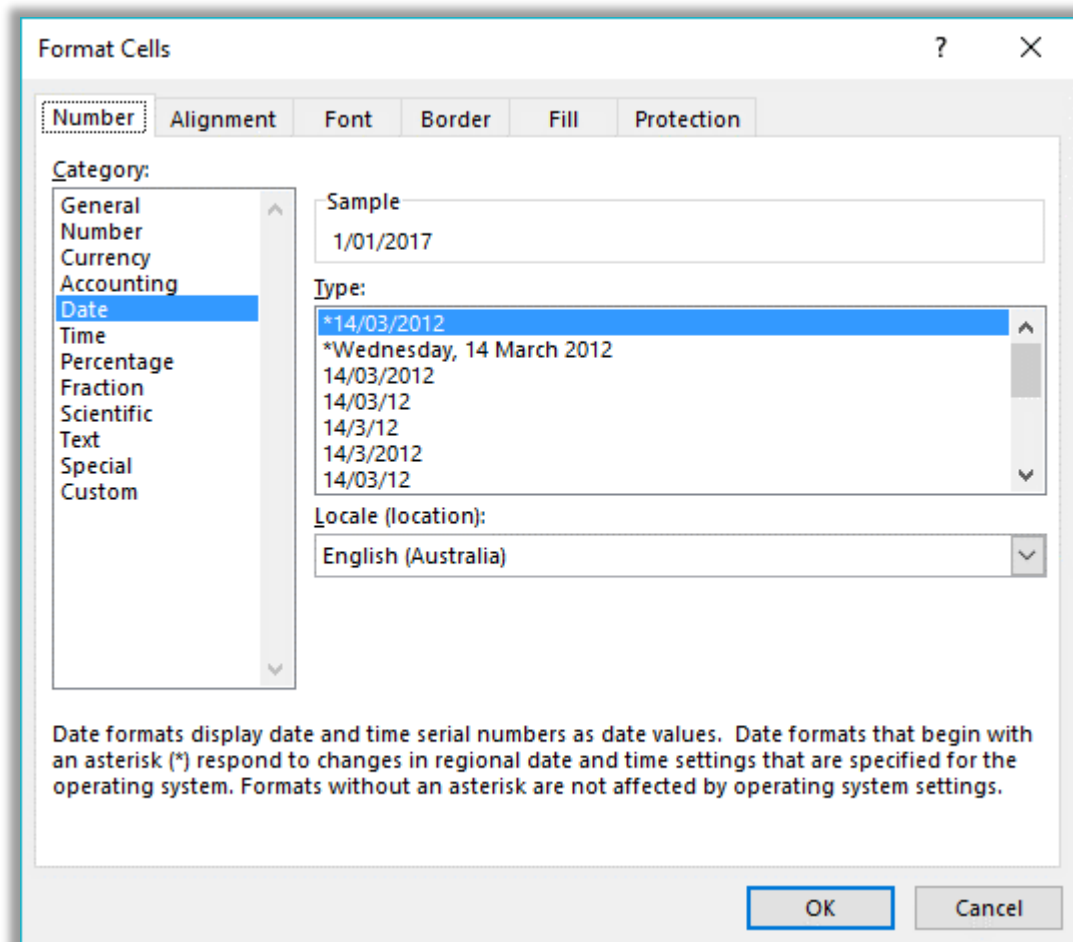 Format Cells
?
Number Alignment Font Border Fill Protection
Category:
General
Number
Currency
Accounting
Date
Time
Percentage
Fraction
Scientific
Text
Special
Custom
Sample
1/01/2017
Type:
*14/03/2012
*Wednesday, 14 March 2012
14/03/2012
14/03/12
14/3/12
14/3/2012
14/03/12
Locale (location):
English (Australia)
Date formats display date and time serial numbers as date values.  Date formats that begin with
an asterisk (*) respond to changes in regional date and time settings that are specified for the
operating system. Formats without an asterisk are not affected by operating system settings.
OK Cancel